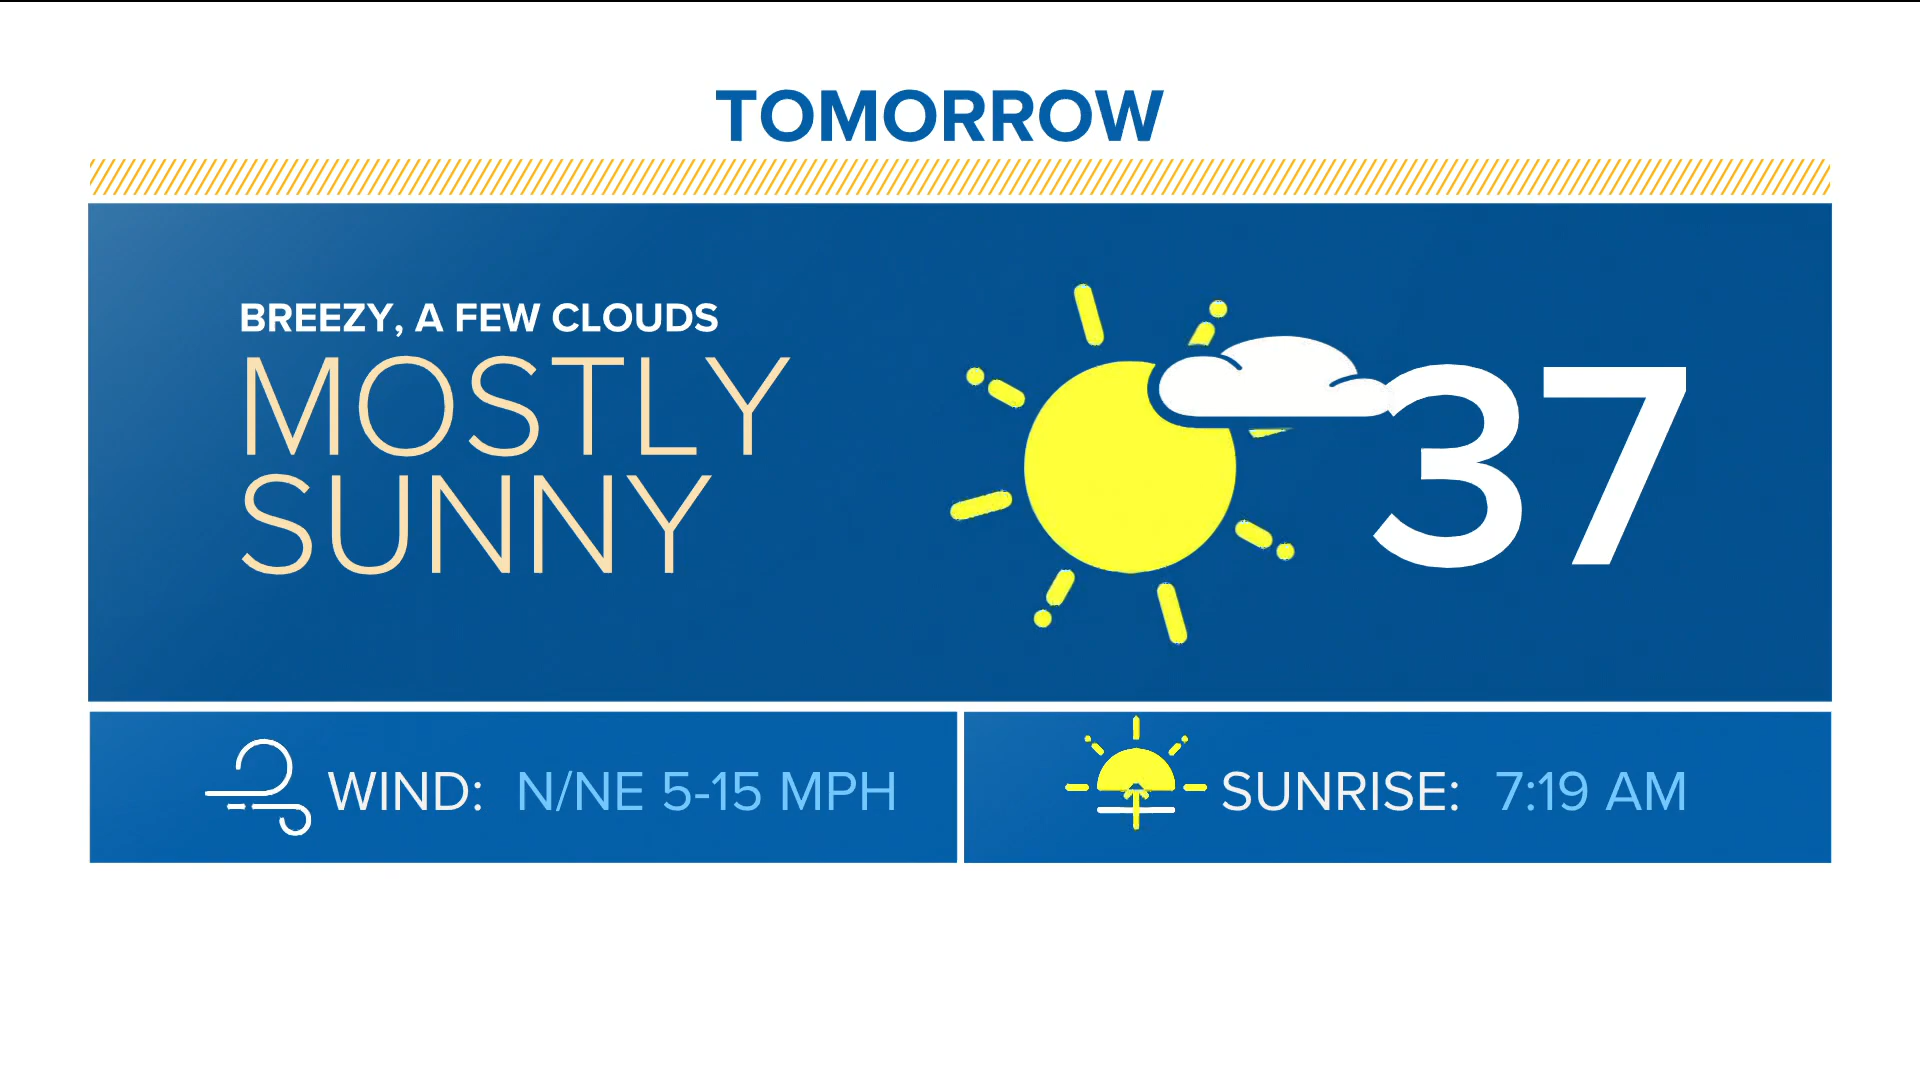 TOMORROW
BREEZY, A FEW CLOUDS
MOSTLY
SUNNY
37
WIND: N/NE 5-15 MPH
SUNRISE: 7:19 AM